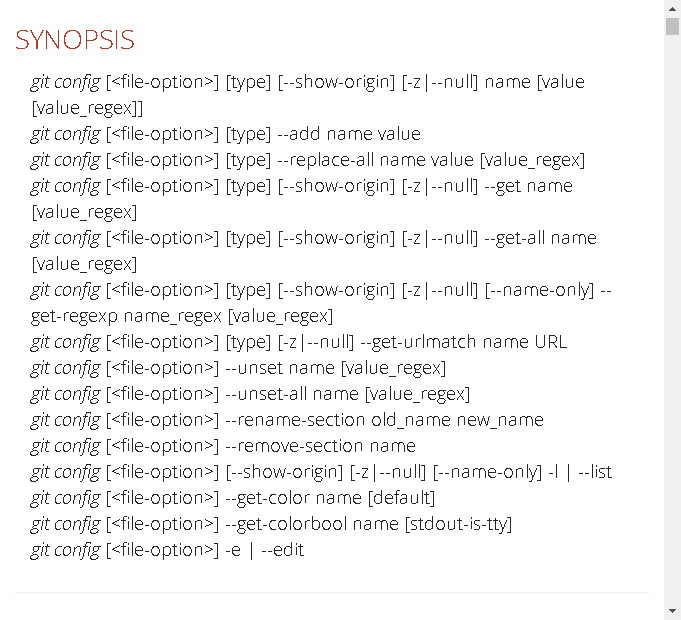 SYNOPSIS
git config [<file-option>] [type] [--show-origin] [-z|--null] name [value
[value_regex]]
git config [<file-option>] [type] --add name value
git config [<file-option>] [type] --replace-all name value [value_regex]
git config [<file-option>] [type] [--show-origin] [-z|--null] --get name
[value_regex]
git config [<file-option>] [type] [--show-origin] [-z|--null] --get-all name
[value_regex]
git config [<file-option>] [type] [--show-origin] [-z|--null] [--name-only] --
get-regexp name_regex [value_regex]
git config [<file-option>] [type] [-z|--null] --get-urlmatch name URL
git config [<file-option>] --unset name [value_regex]
git config [<file-option>] --unset-all name [value_regex]
git config [<file-option>] --rename-section old_name new_name
git config [<file-option>] --remove-section name
git config [<file-option>] [--show-origin] [-z|--null] [--name-only] -l | --list
git config [<file-option>] --get-color name [default]
git config [<file-option>] --get-colorbool name [stdout-is-tty]
git config [<file-option>] -e | --edit